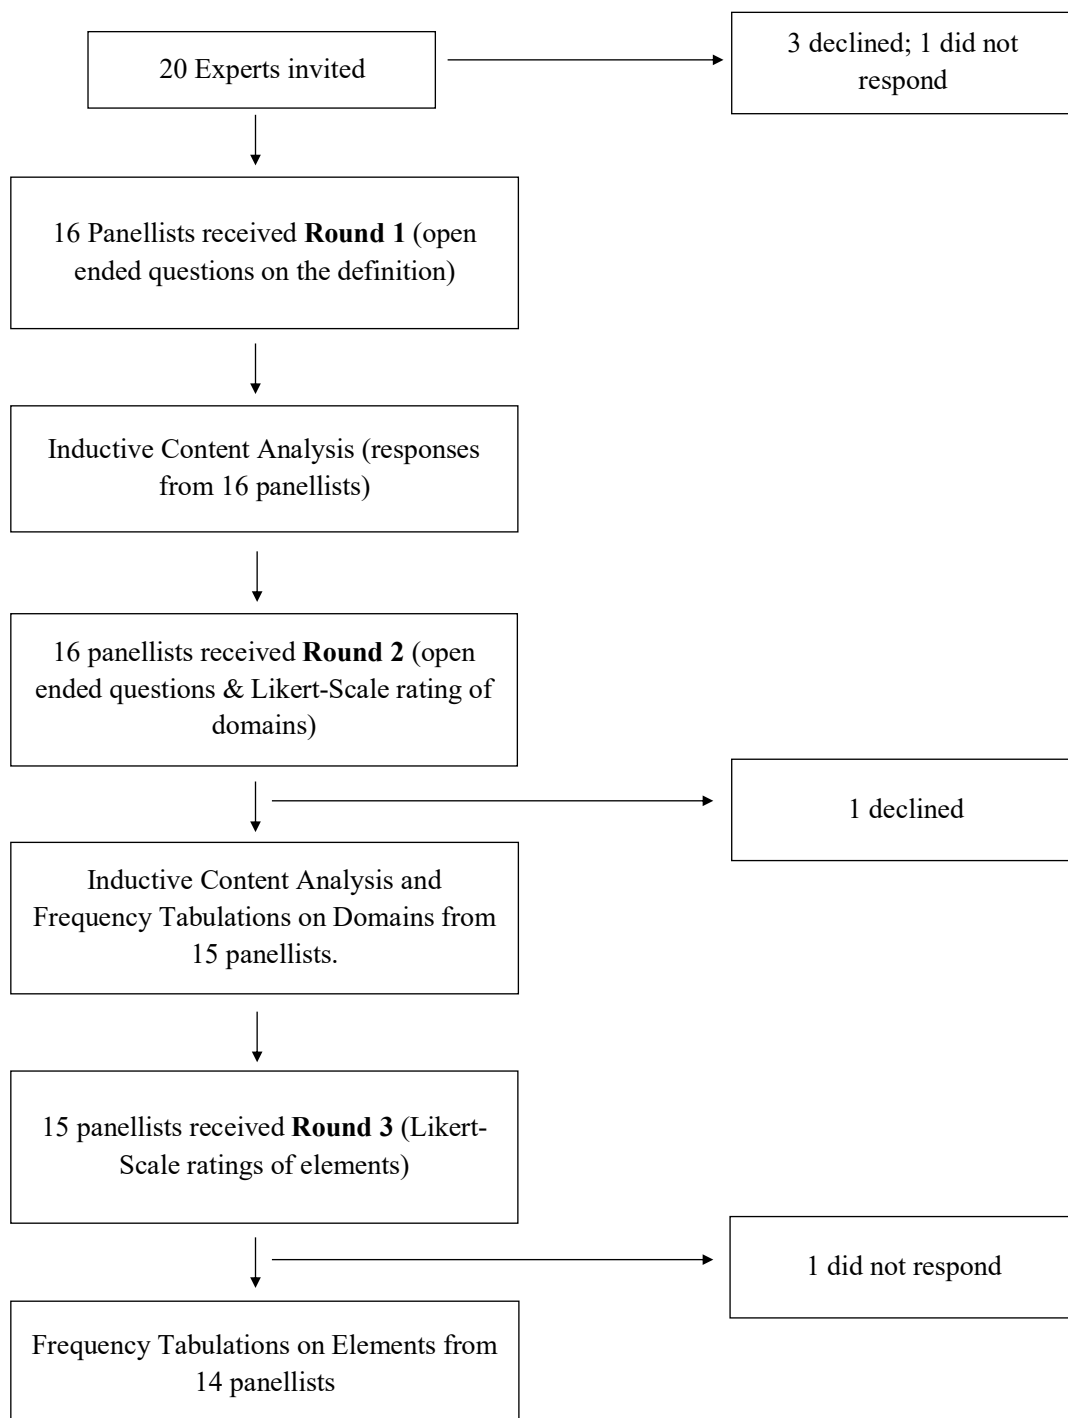 20 Experts invited
3 declined; 1 did not
respond
16 Panellists received Round 1 (open
ended questions on the definition)
Inductive Content Analysis (responses
from 16 panellists)
16 panellists received Round 2 (open
ended questions & Likert-Scale rating of
domains)
1 declined
Inductive Content Analysis and
Frequency Tabulations on Domains from
15 panellists.
15 panellists received Round 3 (Likert-
Scale ratings of elements)
1 did not respond
Frequency Tabulations on Elements from
14 panellists